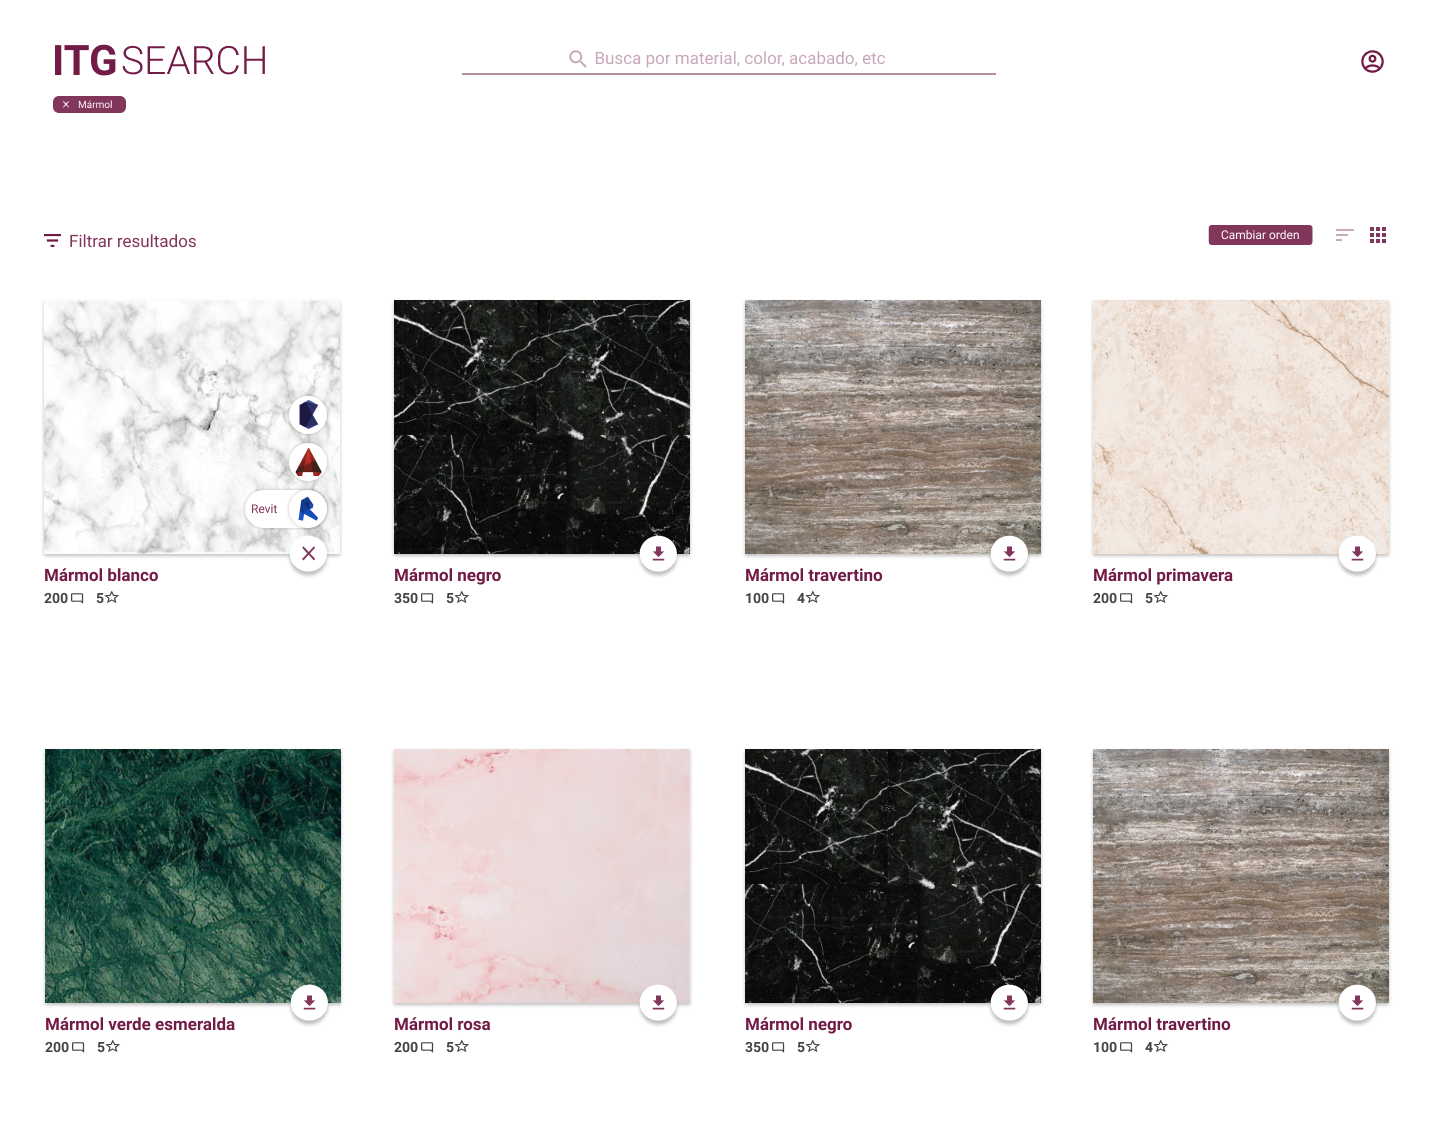 ITGSEARCH
Busca por material, color, acabado, etc
× Mármol
Filtrar resultados
Cambiar orden
Revit
Mármol blanco
200 5
Mármol negro
350 5
Mármol travertino
100 4
Mármol primavera
200 5
Mármol verde esmeralda
200 5
Mármol rosa
200 5
Mármol negro
350 5
Mármol travertino
100 4